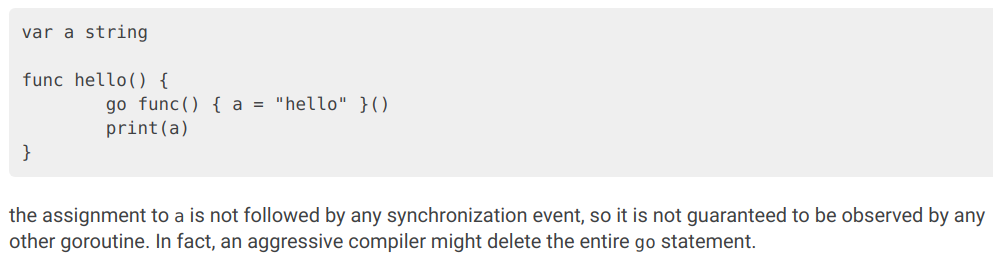 var a string
func hello() {
        go func() { a = "hello" }()
        print(a)
}
the assignment to a is not followed by any synchronization event, so it is not guaranteed to be observed by any
other goroutine. In fact, an aggressive compiler might delete the entire go statement.